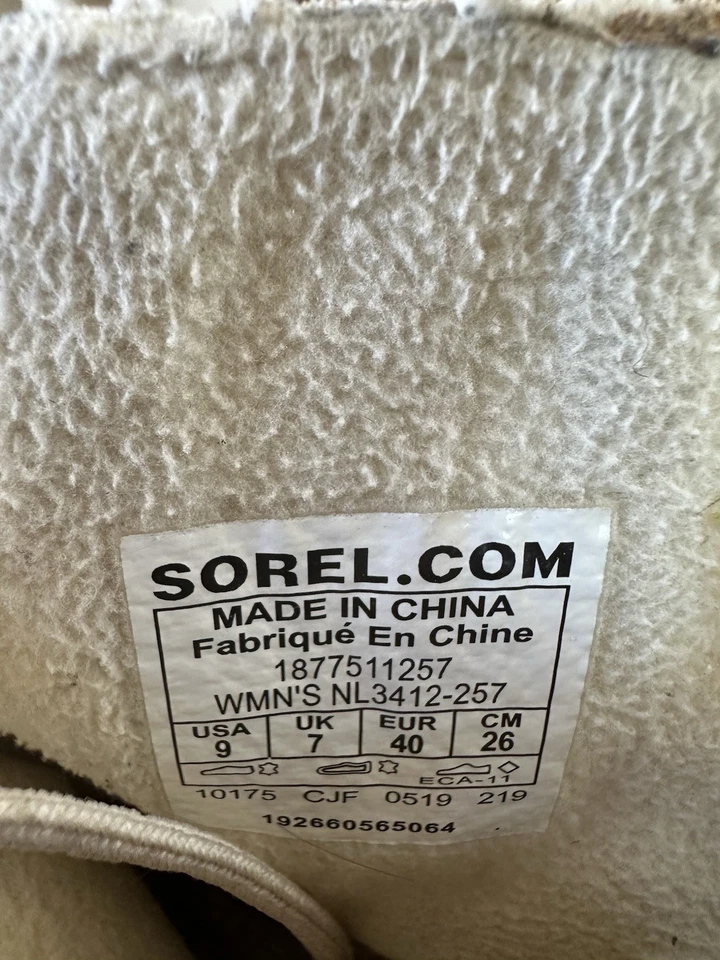 SOREL.COM
MADE IN CHINA
Fabriqué En Chine
1877511257
WMN'S NL3412-257
USA UK EUR CM
9 7 40 26
ECA-11
10175 CJF 0519 219
192660565064